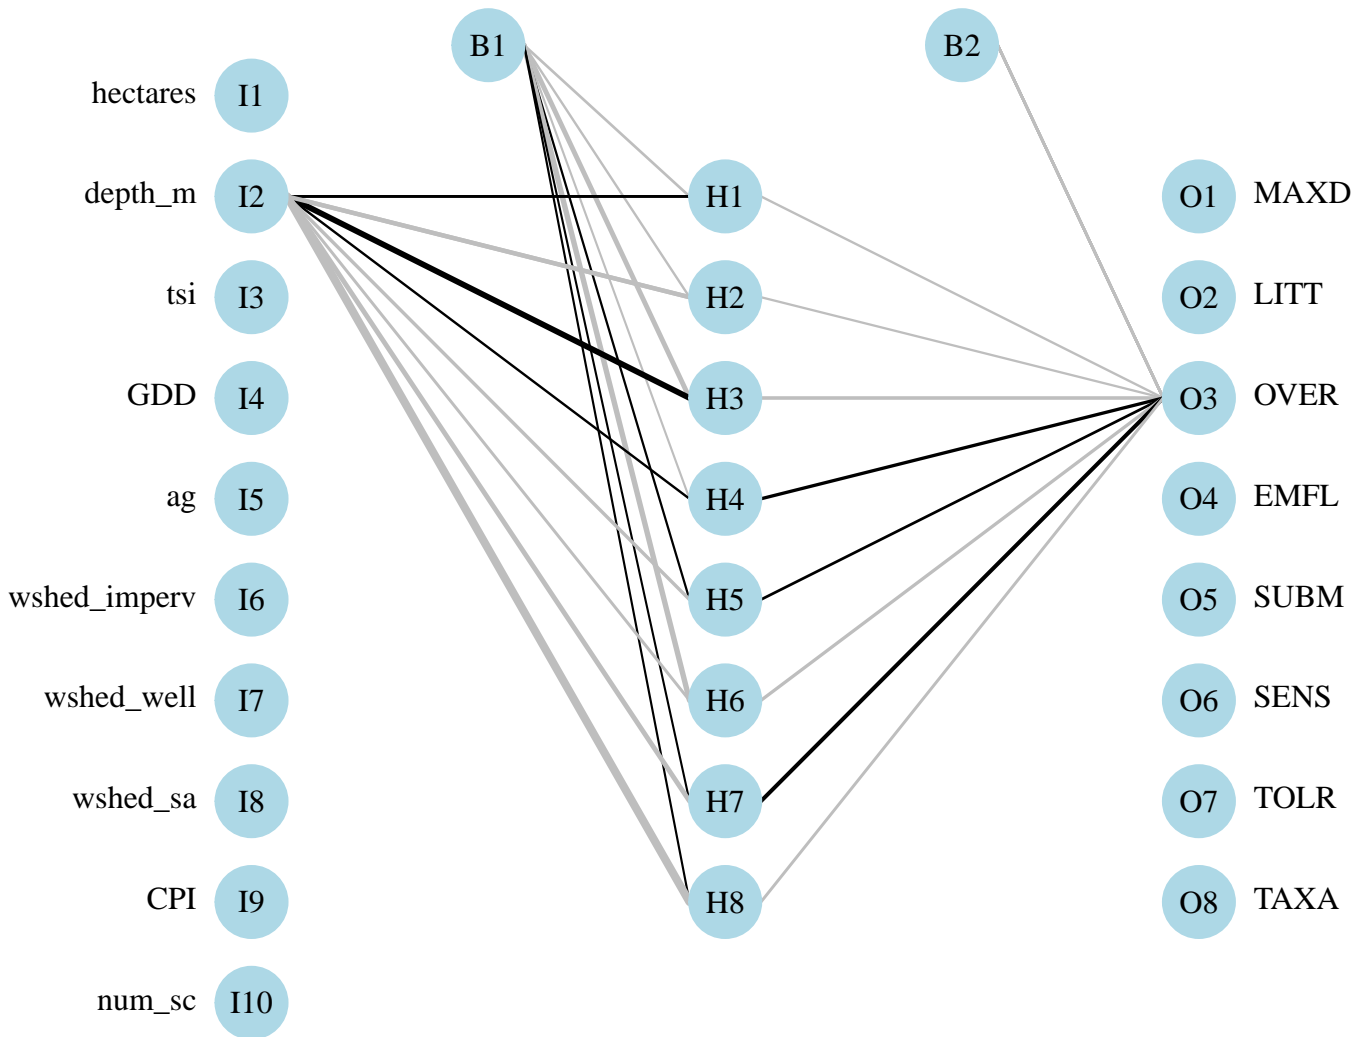 B1 B2
hectares I1
depth_m I2 H1 O1 MAXD
tsi I3 H2 O2 LITT
GDD I4 H3 O3 OVER
ag I5 H4 O4 EMFL
wshed_imperv I6 H5 O5 SUBM
wshed_well I7 H6 O6 SENS
wshed_sa I8 H7 O7 TOLR
CPI I9 H8 O8 TAXA
num_sc I10